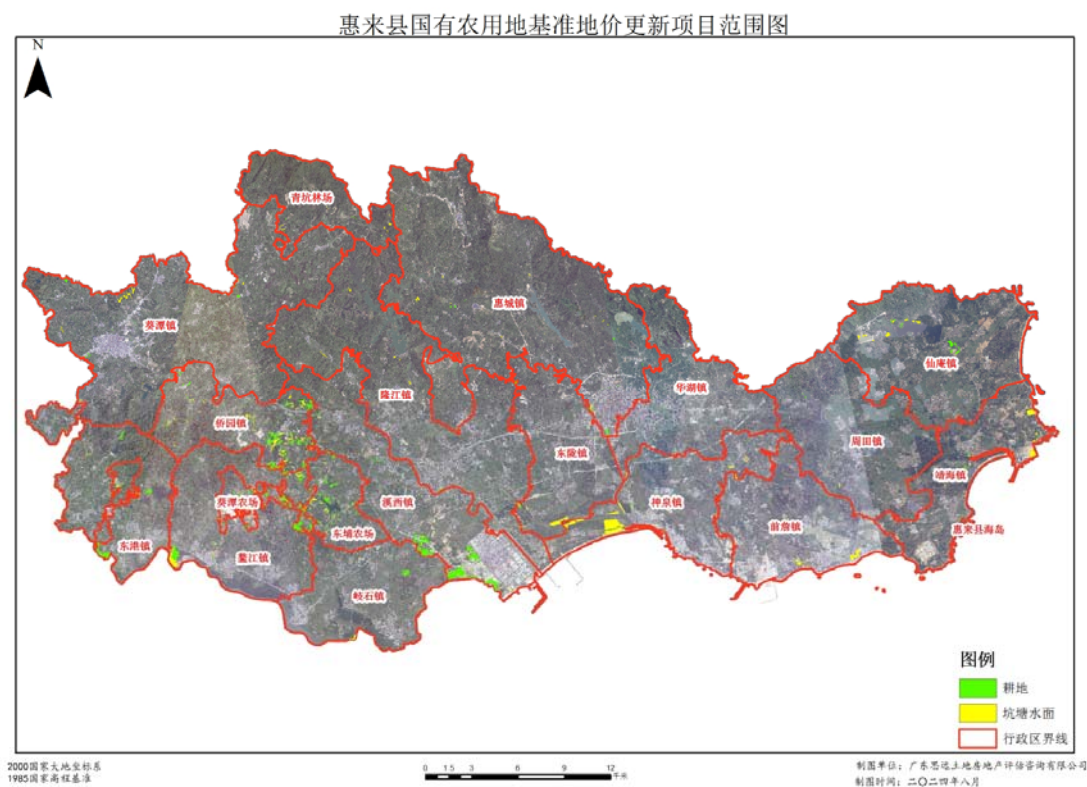 惠来县国有农用地基准地价更新项目范围图
N
青坑林场
惠城镇
葵潭镇
仙庵镇
华湖镇
隆江镇
侨园镇
周田镇
东陇镇
靖海镇
葵潭农场
溪西镇
神泉镇
前詹镇
惠来县海岛
东埔农场
东港镇
鳌江镇
岐石镇
图例
耕地
坑塘水面
行政区界线
2000国家大地坐标系
1985国家高程基准
0 1.5 3 6 9 12
千米
制图单位：广东思远土地房地产评估咨询有限公司
制图时间：二〇二四年八月